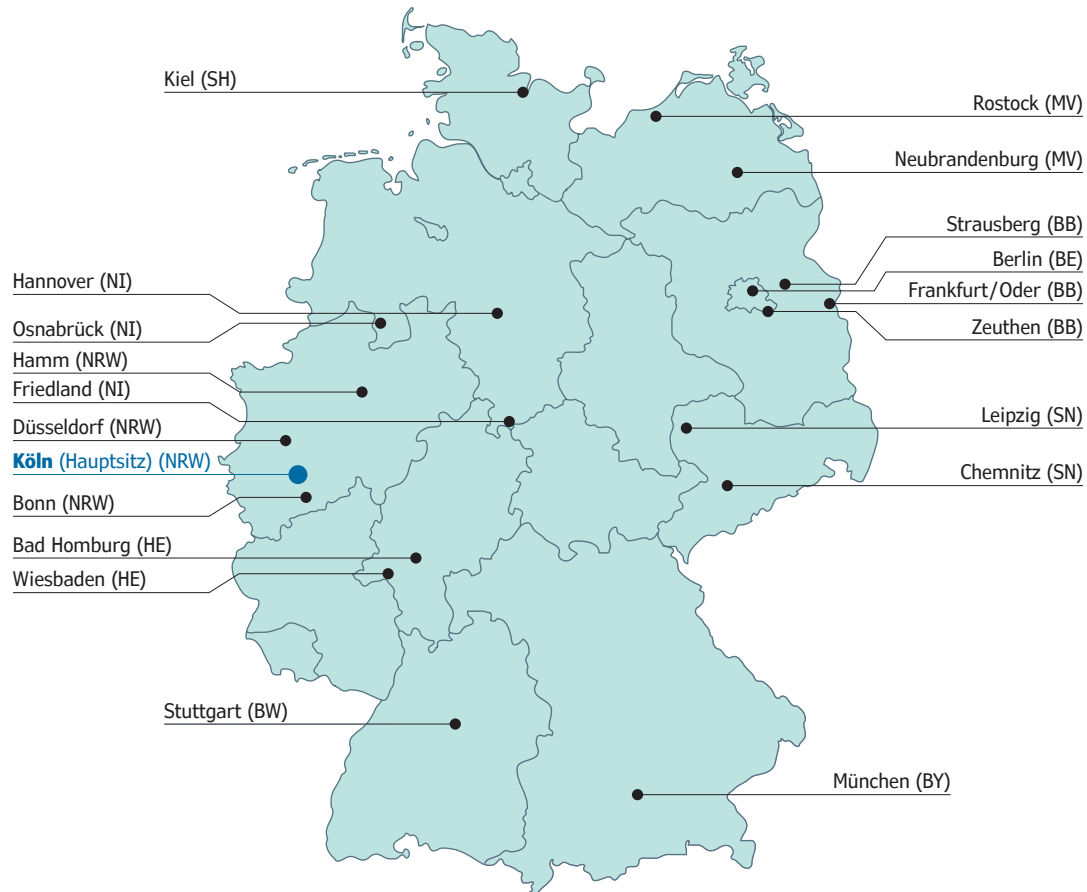 Kiel (SH)
Rostock (MV)
Neubrandenburg (MV)
Strausberg (BB)
Berlin (BE)
Frankfurt/Oder (BB)
Zeuthen (BB)
Hannover (NI)
Osnabrück (NI)
Hamm (NRW)
Friedland (NI)
Düsseldorf (NRW)
Köln (Hauptsitz) (NRW)
Bonn (NRW)
Leipzig (SN)
Chemnitz (SN)
Bad Homburg (HE)
Wiesbaden (HE)
Stuttgart (BW)
München (BY)